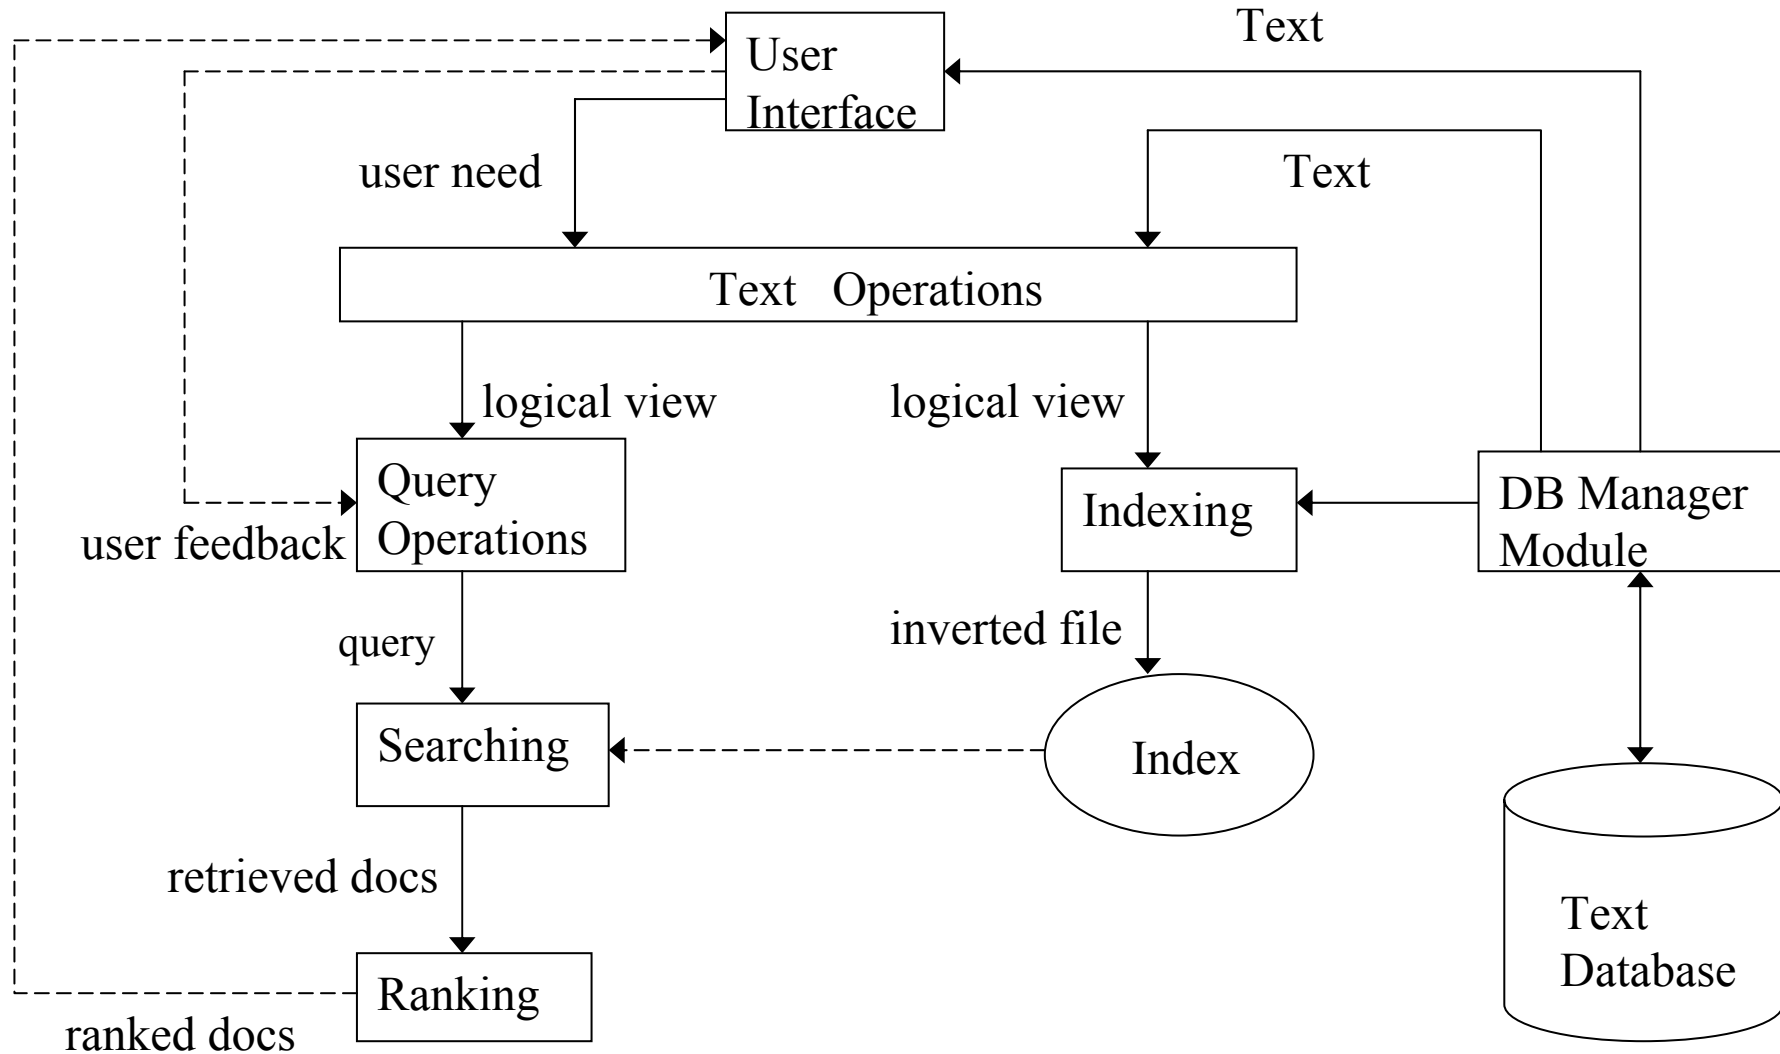 Text
User
Interface
user need
Text
Text Operations
logical view
logical view
Query
Operations
Indexing
DB Manager
Module
user feedback
query
inverted file
Searching
Index
retrieved docs
Text
Database
Ranking
ranked docs